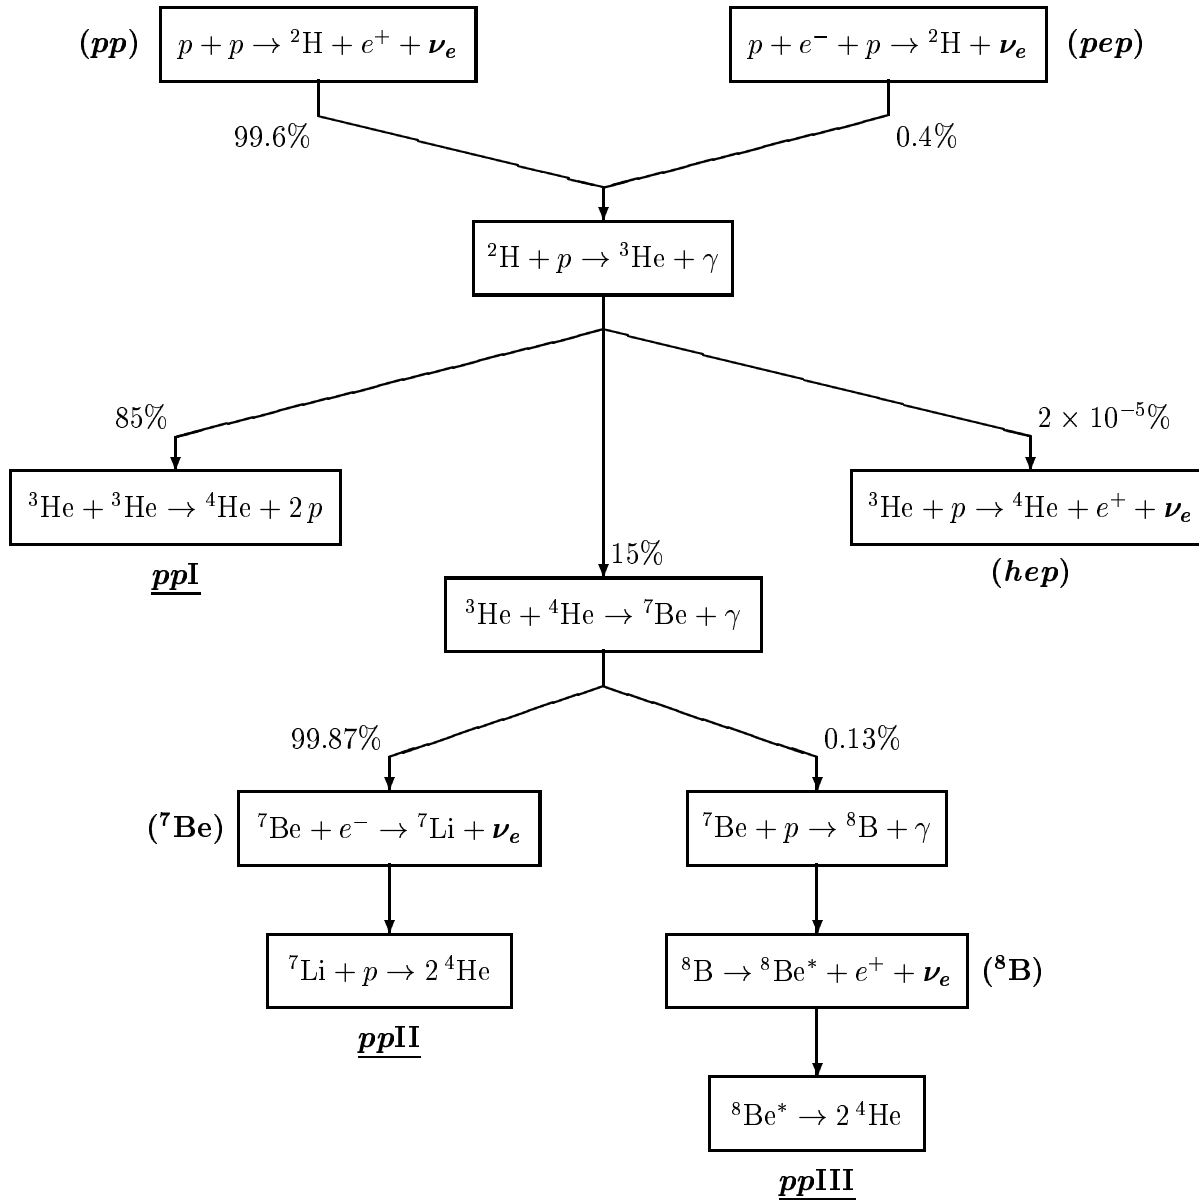 (pp) p + p → ²H + e⁺ + νₑ
p + e⁻ + p → ²H + νₑ (pep)
99.6%
0.4%
²H + p → ³He + γ
85%
2 × 10⁻⁵%
³He + ³He → ⁴He + 2 p
³He + p → ⁴He + e⁺ + νₑ
ppI
(hep)
15%
³He + ⁴He → ⁷Be + γ
99.87%
0.13%
(⁷Be) ⁷Be + e⁻ → ⁷Li + νₑ
⁷Be + p → ⁸B + γ
⁷Li + p → 2 ⁴He
⁸B → ⁸Be* + e⁺ + νₑ (⁸B)
ppII
⁸Be* → 2 ⁴He
ppIII